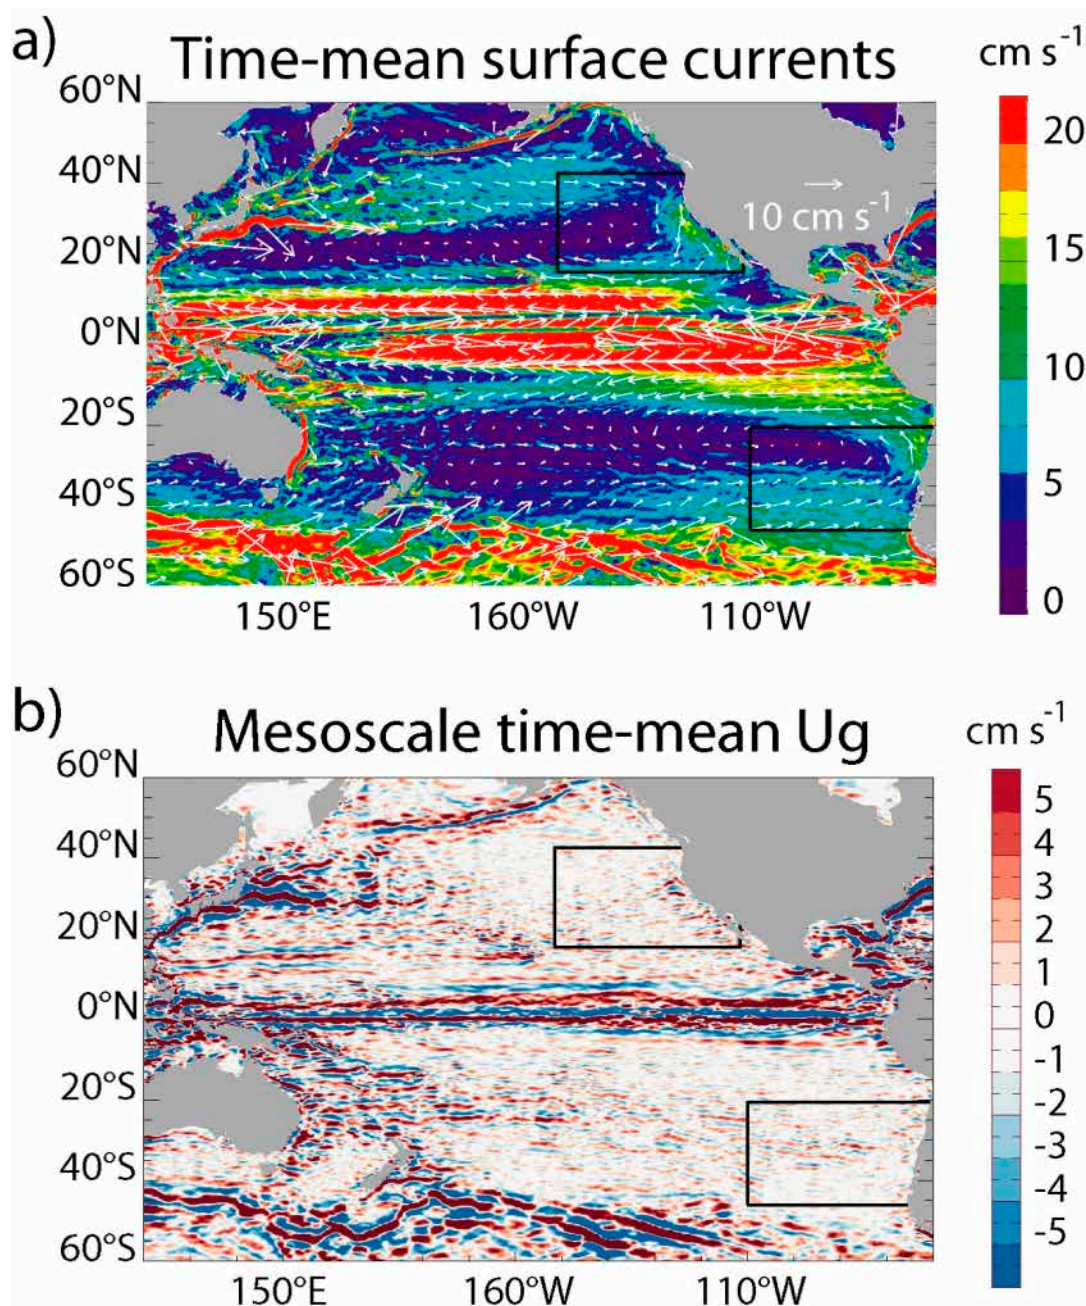 a)
Time-mean surface currents
cm s⁻¹
60°N
40°N
20°N
0°N
20°S
40°S
60°S
150°E
160°W
110°W
10 cm s⁻¹
20
15
10
5
0
b)
Mesoscale time-mean Ug
cm s⁻¹
60°N
40°N
20°N
0°N
20°S
40°S
60°S
150°E
160°W
110°W
5
4
3
2
1
0
-1
-2
-3
-4
-5